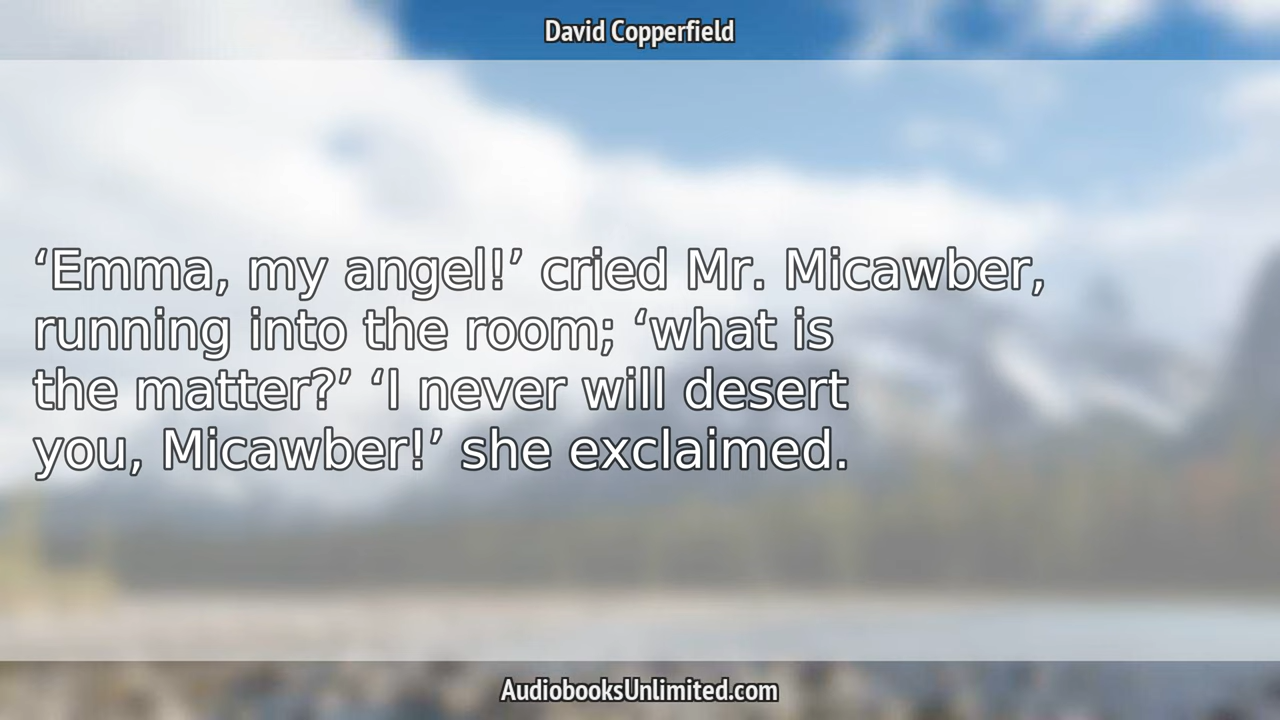 David Copperfield
‘Emma, my angel!’ cried Mr. Micawber,
running into the room; ‘what is
the matter?’ ‘I never will desert
you, Micawber!’ she exclaimed.
AudiobooksUnlimited.com